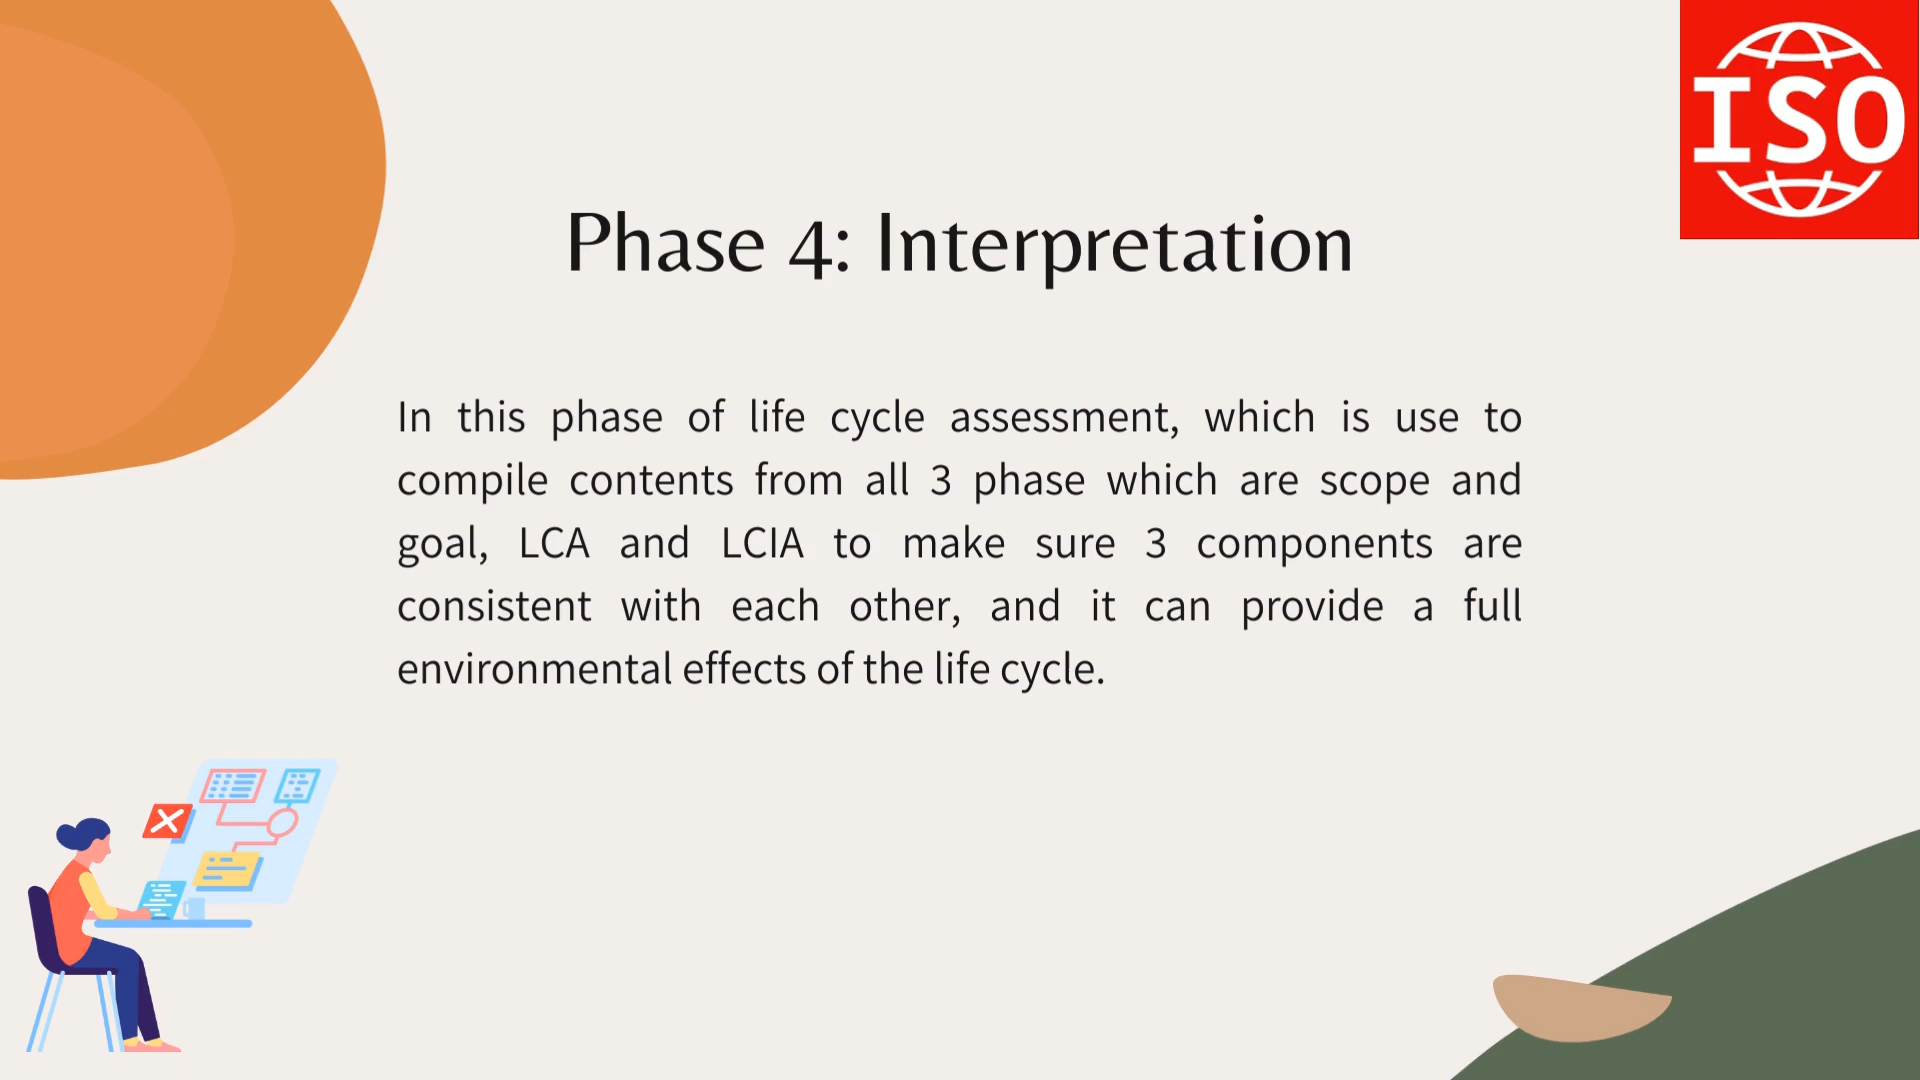 ISO
Phase 4: Interpretation
In this phase of life cycle assessment, which is use to
compile contents from all 3 phase which are scope and
goal, LCA and LCIA to make sure 3 components are
consistent with each other, and it can provide a full
environmental effects of the life cycle.